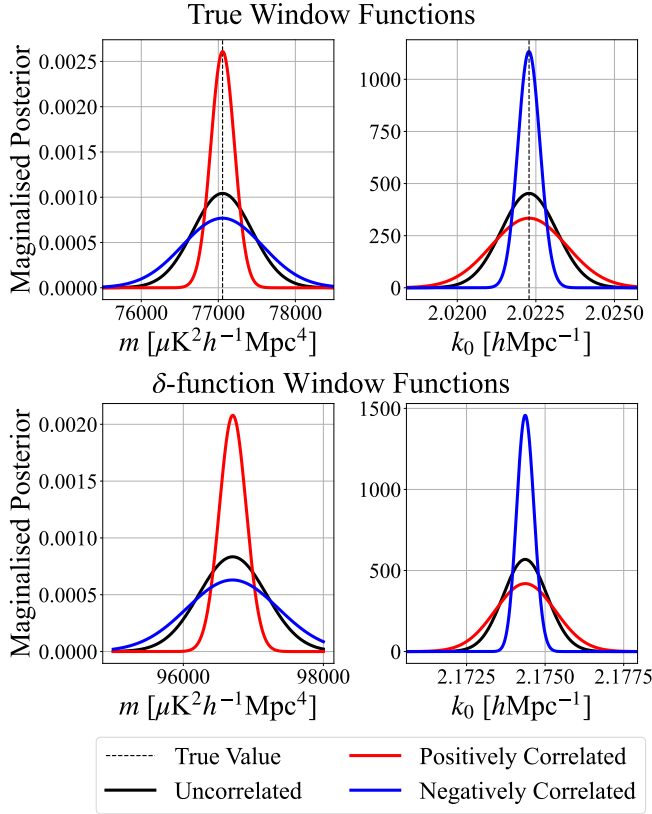 True Window Functions
Maginalised Posterior
0.0025
0.0020
0.0015
0.0010
0.0005
0.0000
76000 77000 78000
m [μK²h⁻¹Mpc⁴]
1000
750
500
250
0
2.0200 2.0225 2.0250
k₀ [hMpc⁻¹]
δ-function Window Functions
Maginalised Posterior
0.0020
0.0015
0.0010
0.0005
0.0000
96000 98000
m [μK²h⁻¹Mpc⁴]
1500
1000
500
0
2.1725 2.1750 2.1775
k₀ [hMpc⁻¹]
True Value
Uncorrelated
Positively Correlated
Negatively Correlated